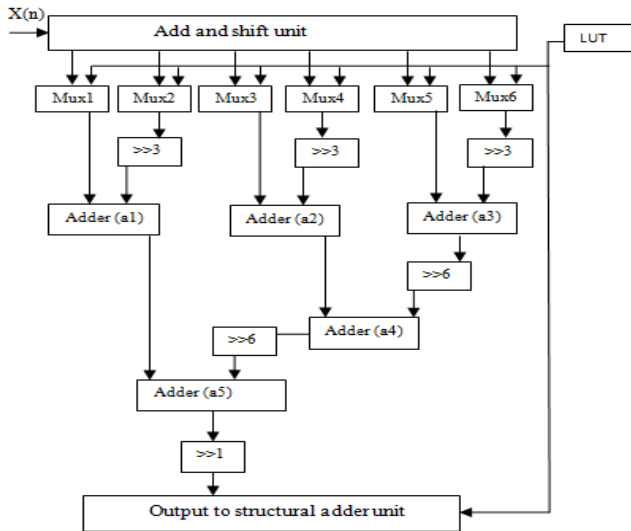 X(n)
Add and shift unit
LUT
Mux1 Mux2 Mux3 Mux4 Mux5 Mux6
>>3 >>3 >>3
Adder (a1) Adder (a2) Adder (a3)
>>6
Adder (a4)
>>6
Adder (a5)
>>1
Output to structural adder unit